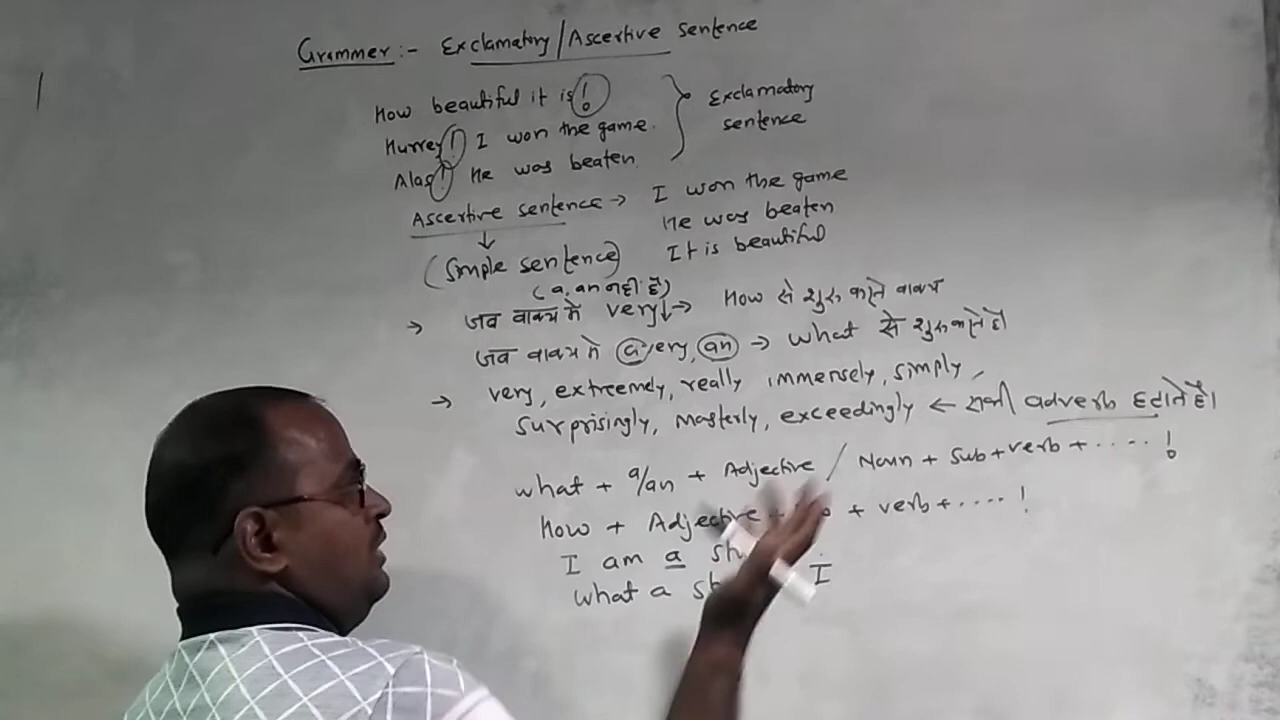 Grammer :- Exclamatory/Ascertive sentence
How beautiful it is!
Hurrey! I won the game.
Alas! He was beaten.
Exclamatory
sentence
Ascertive sentence → I won the game
He was beaten
It is beautiful
(Simple sentence)
(a, an नही है)
→ जब वाक्य मे very → How से शुरू करते वाक्य
जब वाक्य मे a very, an → what से शुरू करते है
→ very, extreemely, really immensely, simply,
surprisingly, masterly, exceedingly ← सभी adverb हटाते है।
what + a/an + Adjective / Noun + sub + verb + ....!
How + Adjective + verb + ....!
I am a
what a I